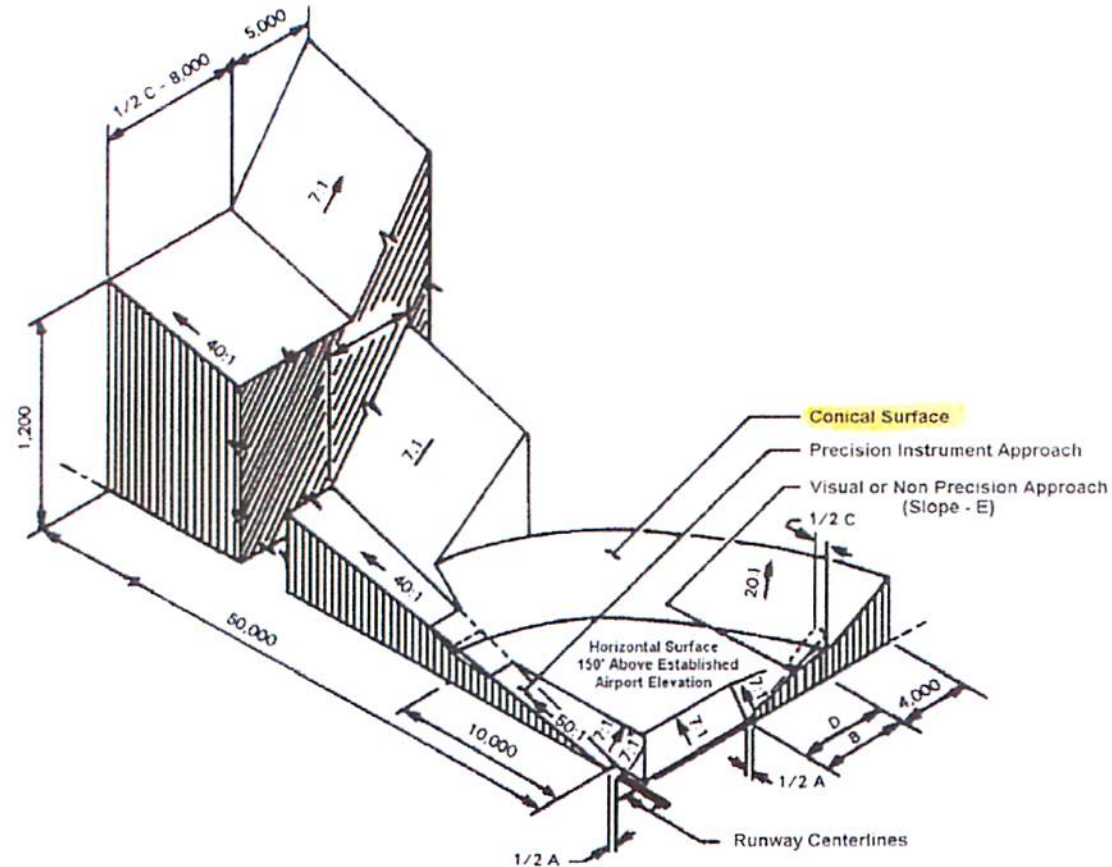 5,000
1/2 C - 8,000
7:1
40:1
1,200
7:1
Conical Surface
Precision Instrument Approach
Visual or Non Precision Approach
(Slope - E)
1/2 C
20:1
40:1
50,000
Horizontal Surface
150' Above Established
Airport Elevation
7:1
4,000
D
B
50:1
7:1
7:1
7:1
10,000
1/2 A
Runway Centerlines
1/2 A